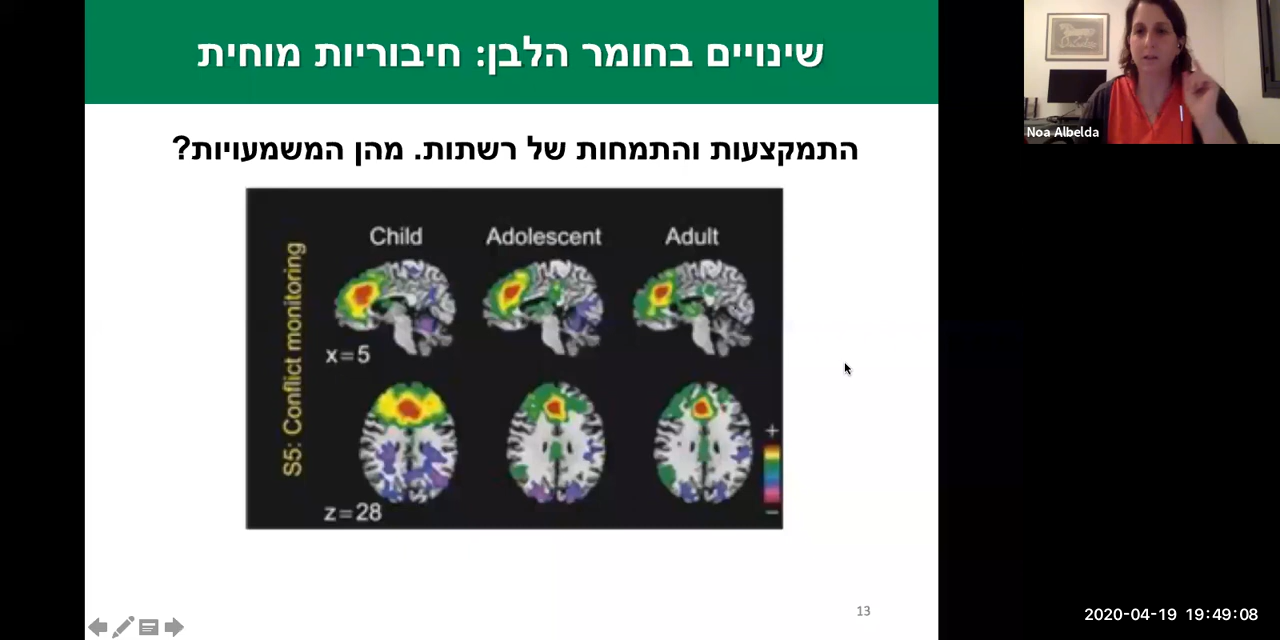 שינויים בחומר הלבן: חיבוריות מוחית
התמקצעות והתמחות של רשתות. מהן המשמעויות?
Child Adolescent Adult
S5: Conflict monitoring
x=5
z=28
+
−
13
Noa Albelda
2020-04-19 19:49:08